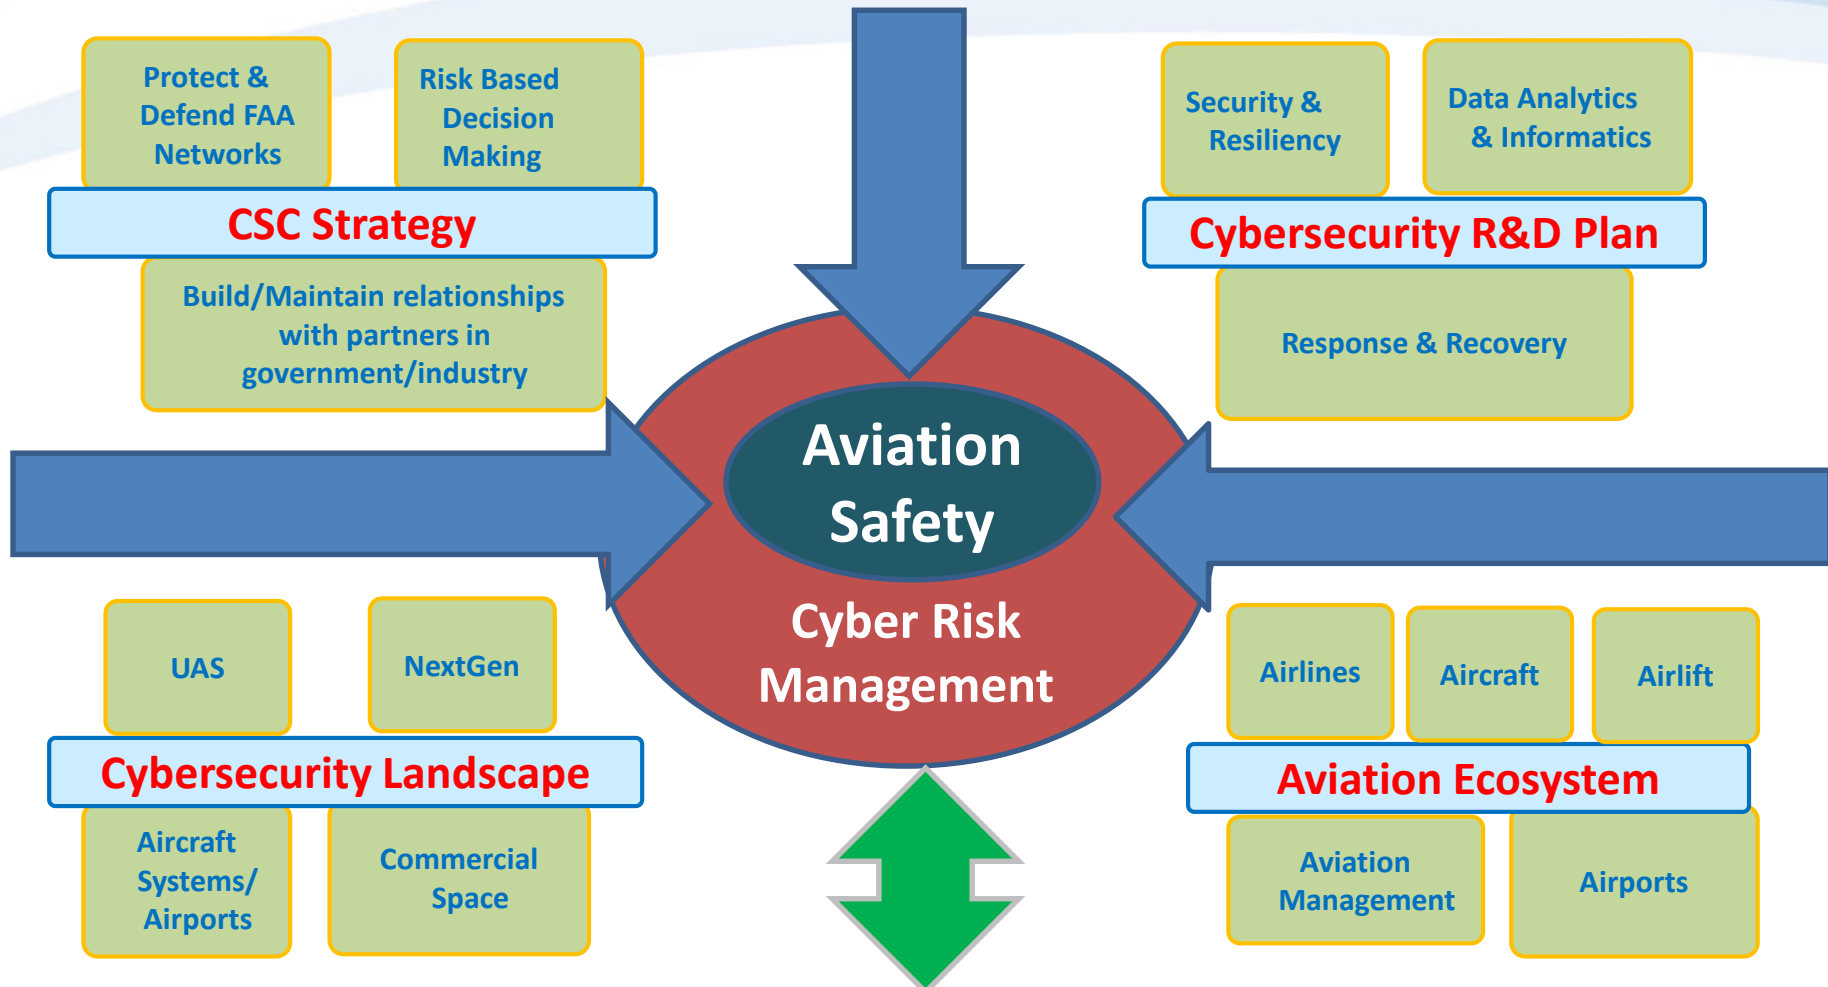 Protect &
Defend FAA
Networks
Risk Based
Decision
Making
CSC Strategy
Build/Maintain relationships
with partners in
government/industry
Security &
Resiliency
Data Analytics
& Informatics
Cybersecurity R&D Plan
Response & Recovery
Aviation
Safety
Cyber Risk
Management
UAS
NextGen
Cybersecurity Landscape
Aircraft
Systems/
Airports
Commercial
Space
Airlines
Aircraft
Airlift
Aviation Ecosystem
Aviation
Management
Airports